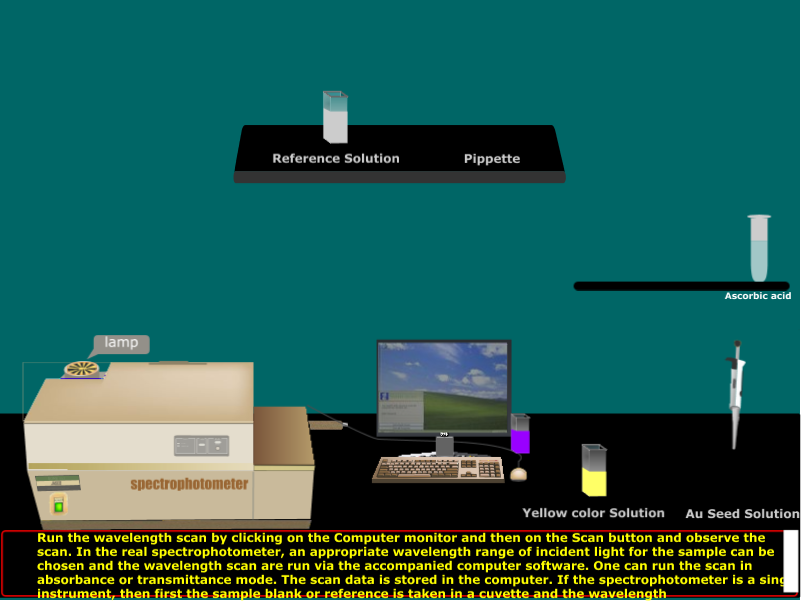 Reference Solution
Pippette
Ascorbic acid
lamp
spectrophotometer
Yellow color Solution
Au Seed Solution
Run the wavelength scan by clicking on the Computer monitor and then on the Scan button and observe the
scan. In the real spectrophotometer, an appropriate wavelength range of incident light for the sample can be
chosen and the wavelength scan are run via the accompanied computer software. One can run the scan in
absorbance or transmittance mode. The scan data is stored in the computer. If the spectrophotometer is a sing
instrument, then first the sample blank or reference is taken in a cuvette and the wavelength